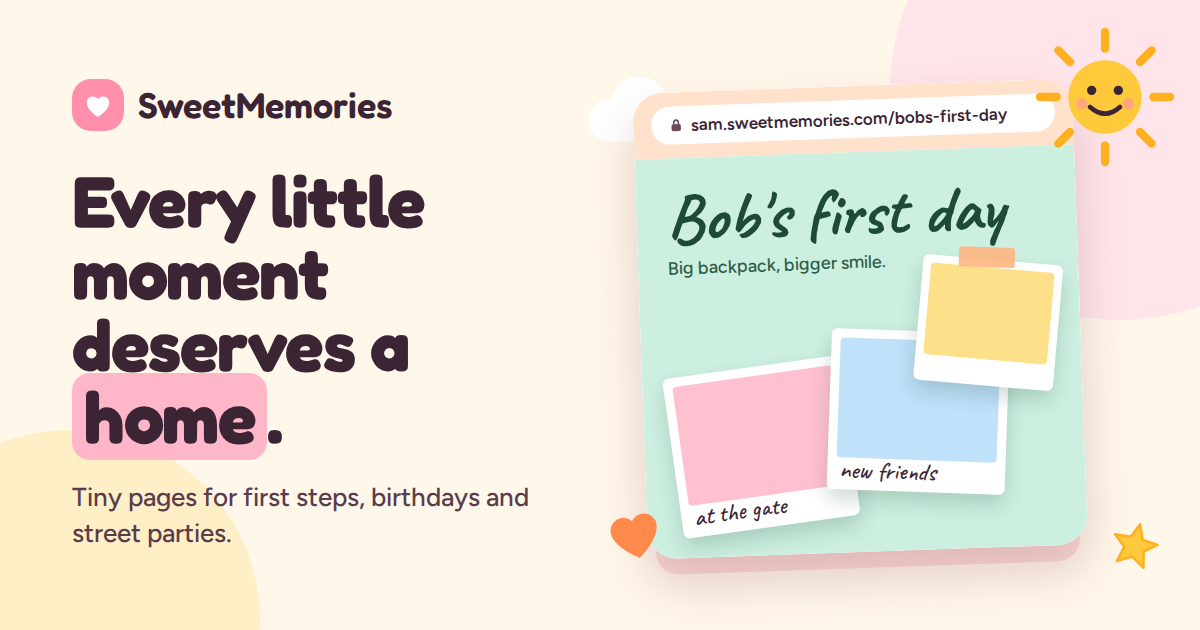 SweetMemories
Every little
moment
deserves a
home.
Tiny pages for first steps, birthdays and
street parties.
sam.sweetmemories.com/bobs-first-day
Bob's first day
Big backpack, bigger smile.
at the gate
new friends